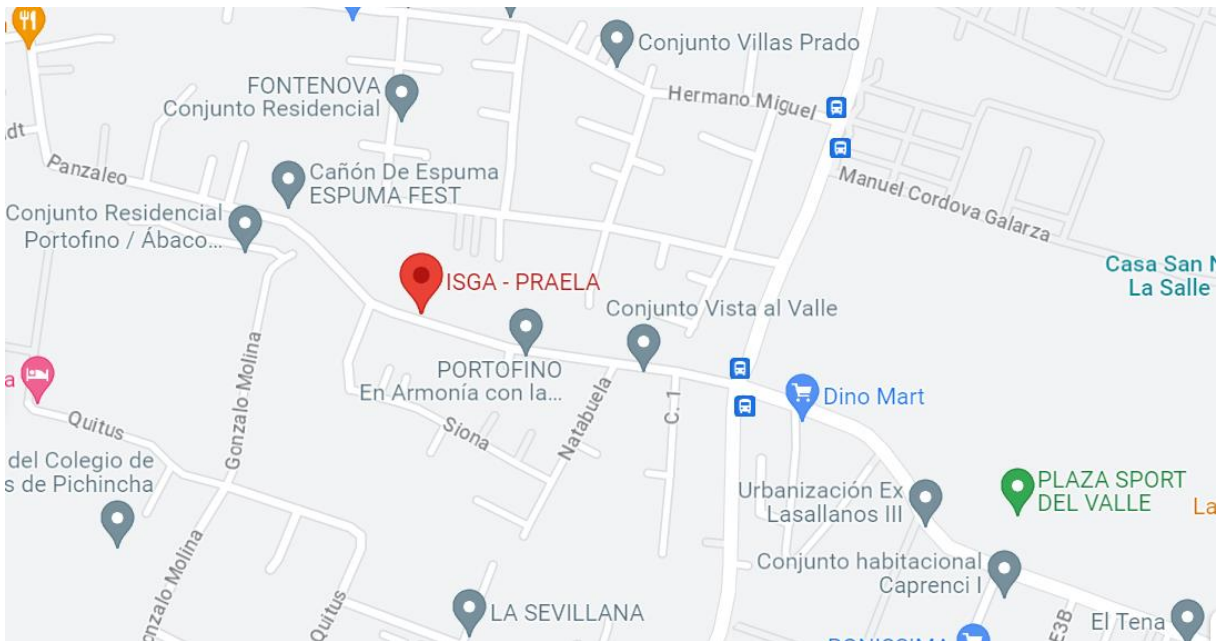 Conjunto Villas Prado
FONTENOVA
Conjunto Residencial
Hermano Miguel
dt
Panzaleo
Cañón De Espuma
ESPUMA FEST
Manuel Cordova Galarza
Conjunto Residencial
Portofino / Ábaco...
Casa San N
La Salle
ISGA - PRAELA
Conjunto Vista al Valle
Gonzalo Molina
PORTOFINO
En Armonía con la...
a
Dino Mart
Quitus
Siona
Natabuela
C. 1
del Colegio de
s de Pichincha
Urbanización Ex
Lasallanos III
PLAZA SPORT
DEL VALLE
La
Conjunto habitacional
Caprenci I
onzalo Molina
Quitus
LA SEVILLANA
E3B
El Tena
BONISSIMA